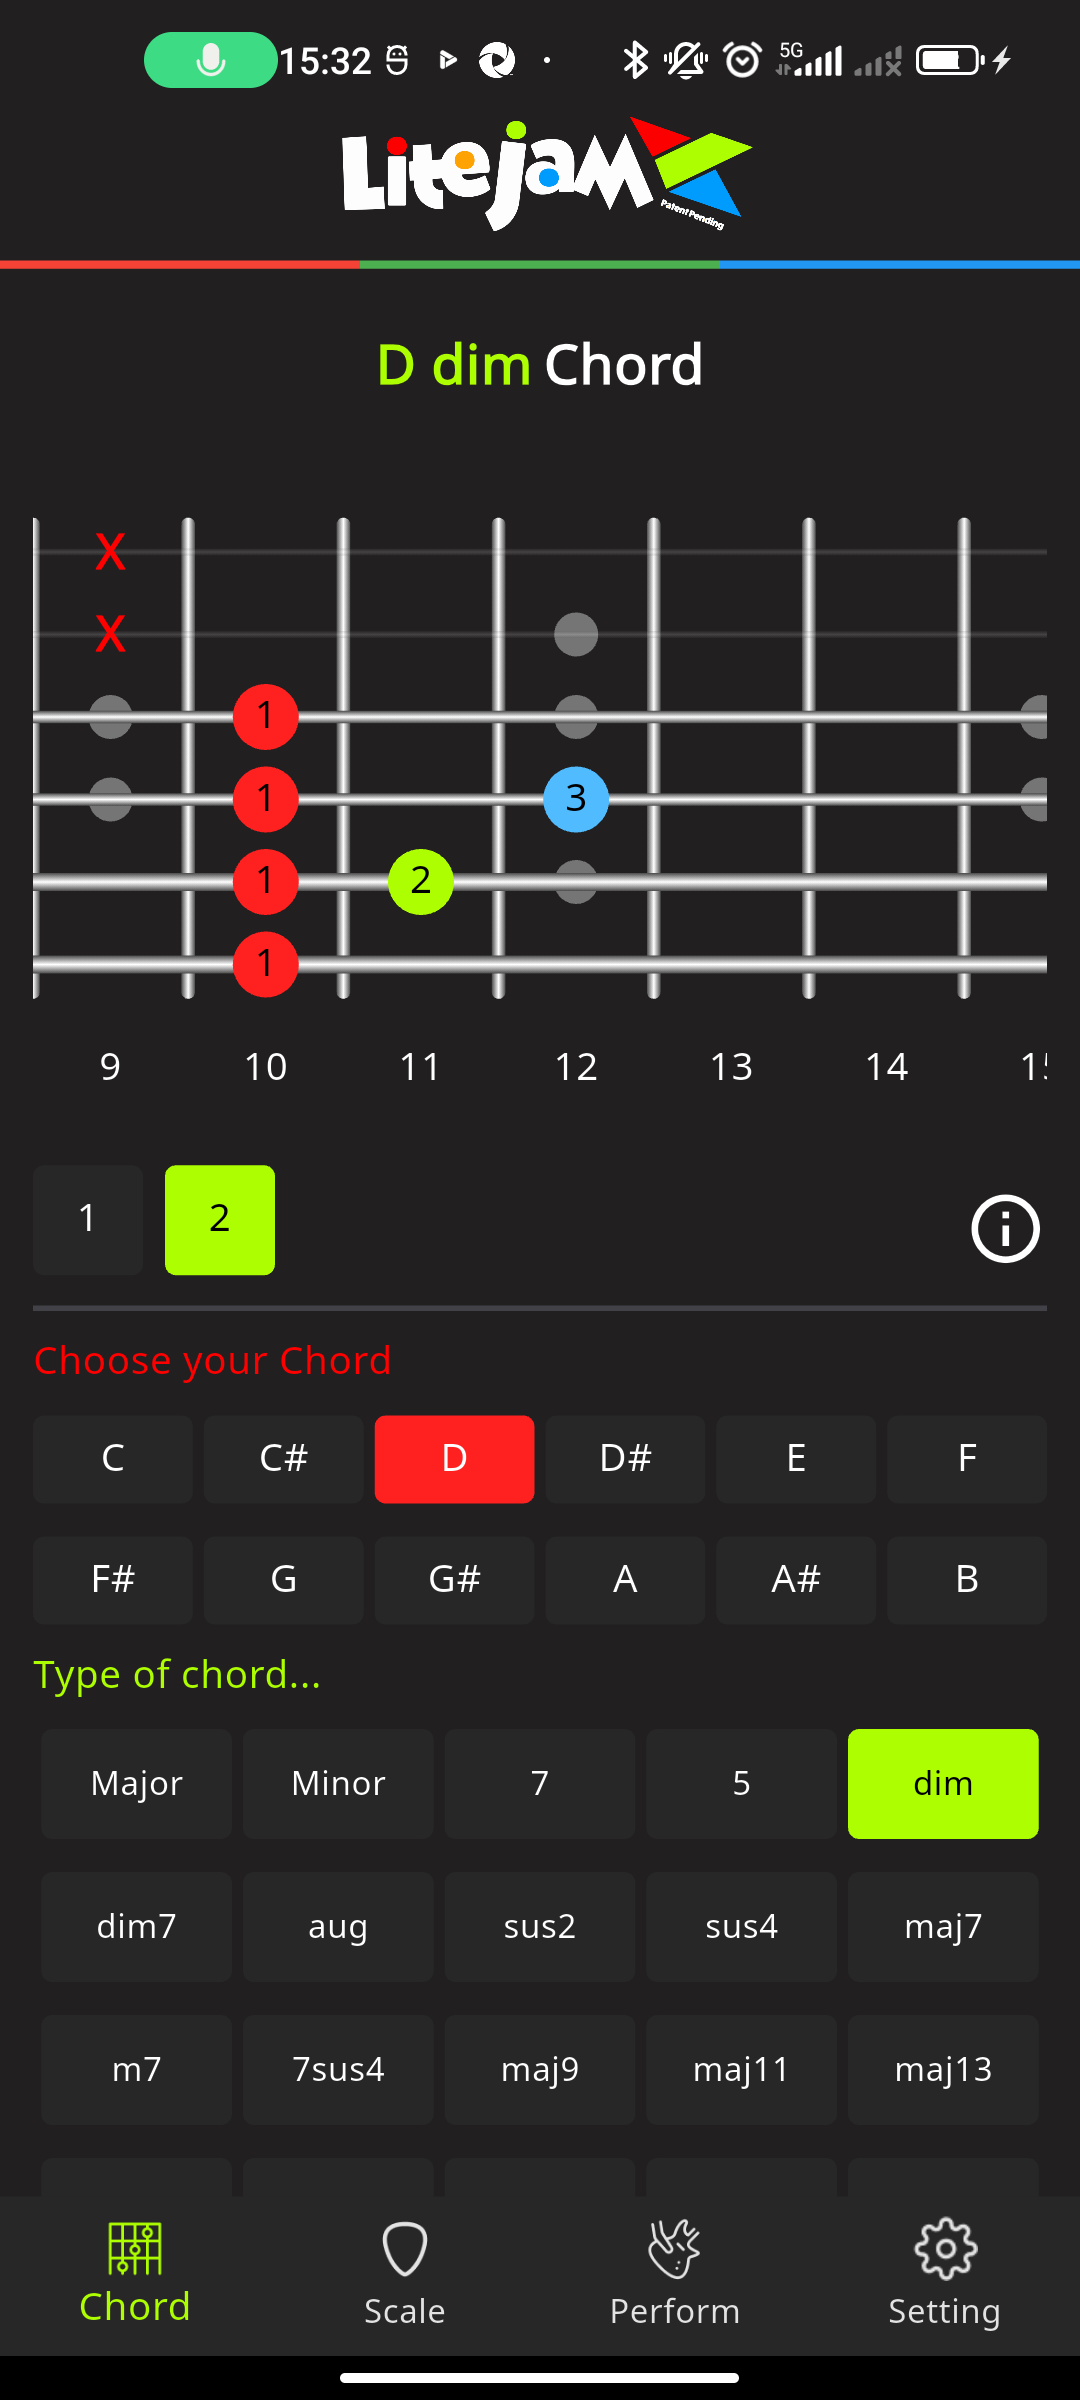 15:32
5G
Litejam
Patent Pending
D dim Chord
X
X
1
1 3
1 2
1
9 10 11 12 13 14
1 2
Choose your Chord
C C# D D# E F
F# G G# A A# B
Type of chord...
Major Minor 7 5 dim
dim7 aug sus2 sus4 maj7
m7 7sus4 maj9 maj11 maj13
Chord Scale Perform Setting